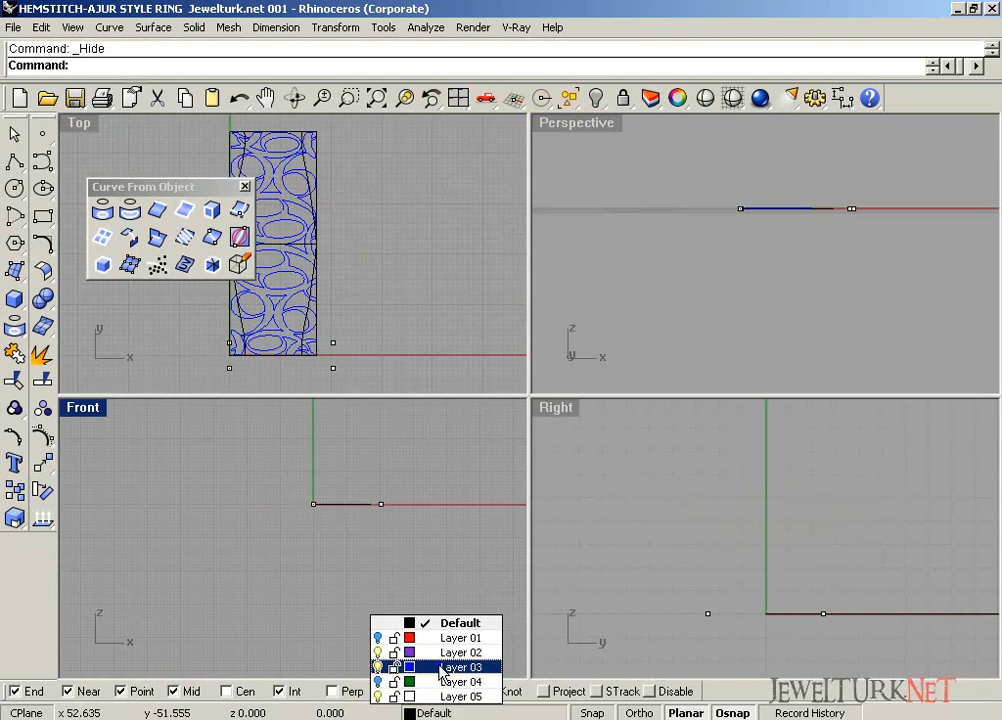 HEMSTITCH-AJUR STYLE RING Jewelturk.net 001 - Rhinoceros (Corporate)
File Edit View Curve Surface Solid Mesh Dimension Transform Tools Analyze Render V-Ray Help
Command: _Hide
Command:
Top
Perspective
Curve From Object
y
x
z
y
x
Front
Right
z
x
z
y
Default
Layer 01
Layer 02
Layer 03
Layer 04
Layer 05
End Near Point Mid Cen Int Perp Knot Project STrack Disable
JEWELTURK.NET
CPlane x 52.635 y -51.555 z 0.000 0.000 Default Snap Ortho Planar Osnap Record History